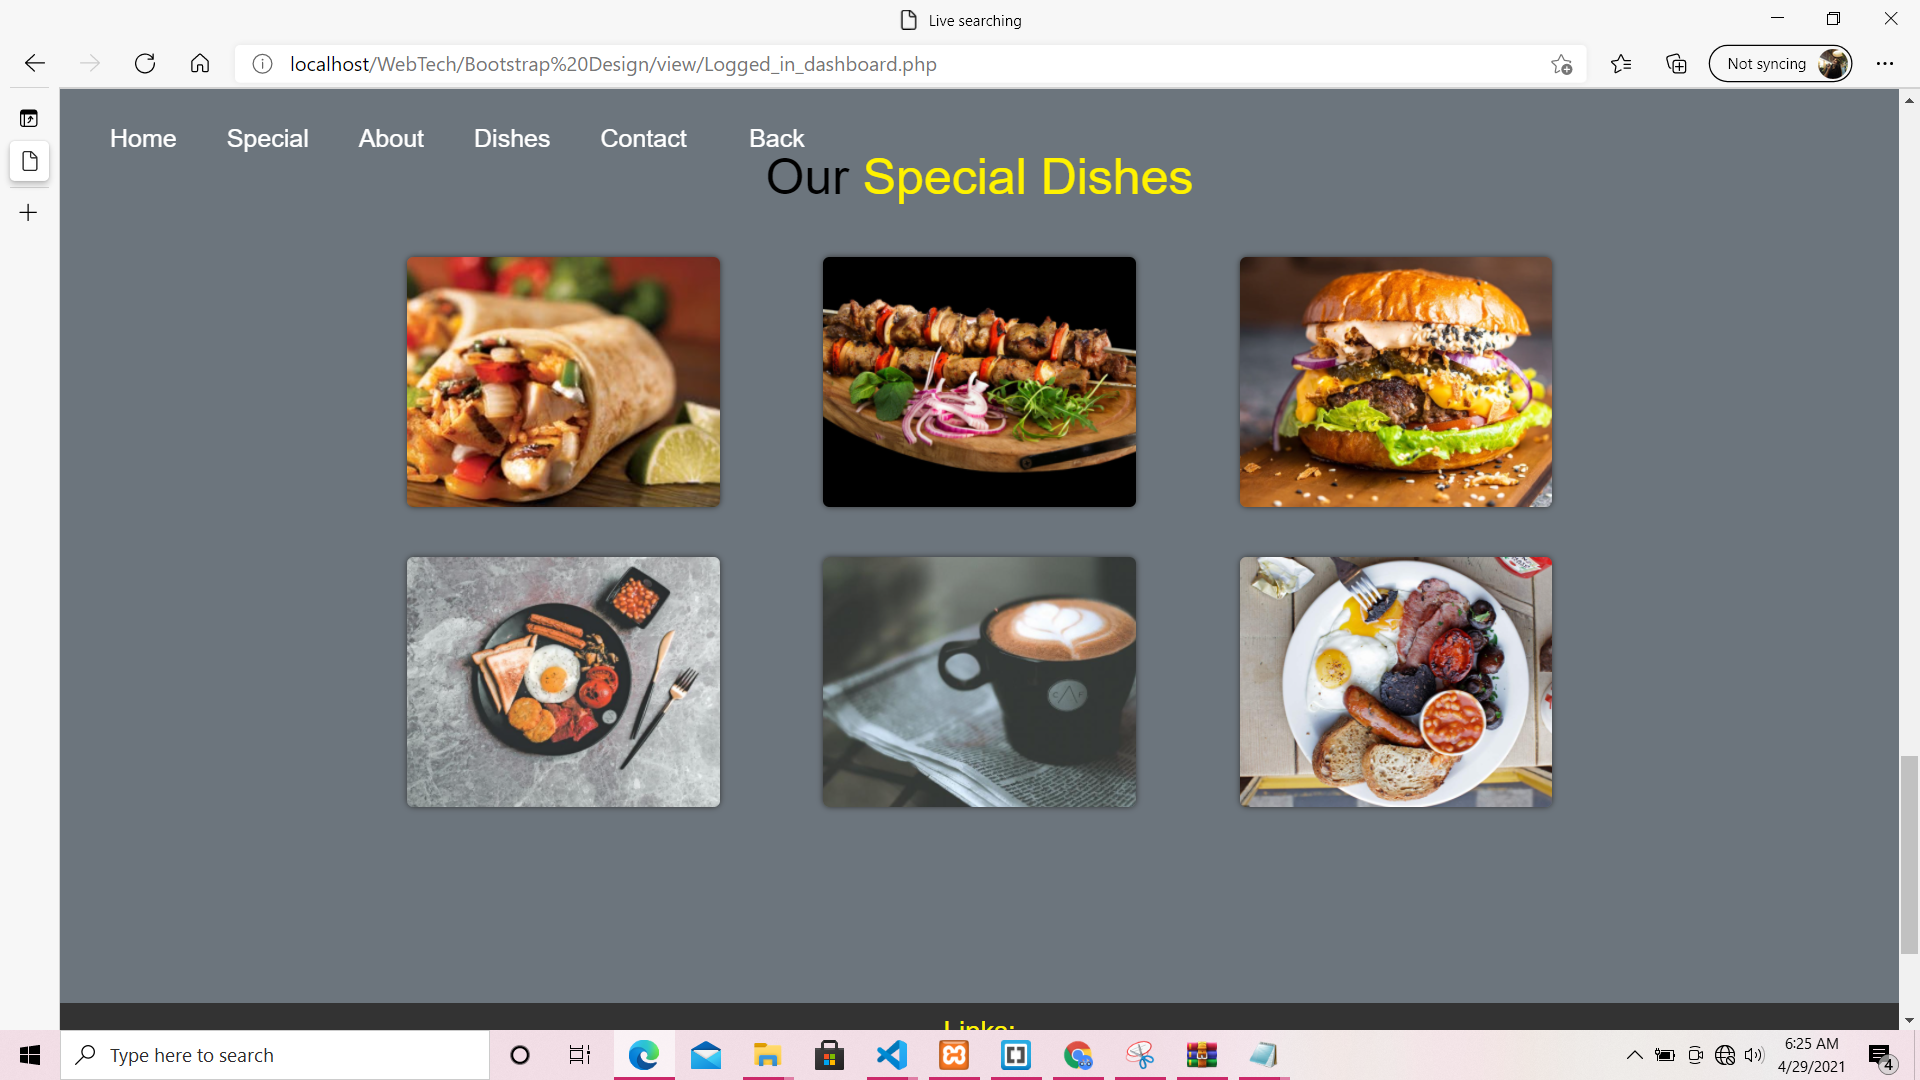 Live searching
localhost/WebTech/Bootstrap%20Design/view/Logged_in_dashboard.php
Not syncing
Home Special About Dishes Contact Back
Our Special Dishes
Links:
Type here to search
6:25 AM
4/29/2021
4